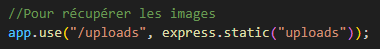 //Pour récupérer les images
app.use("/uploads", express.static("uploads"));